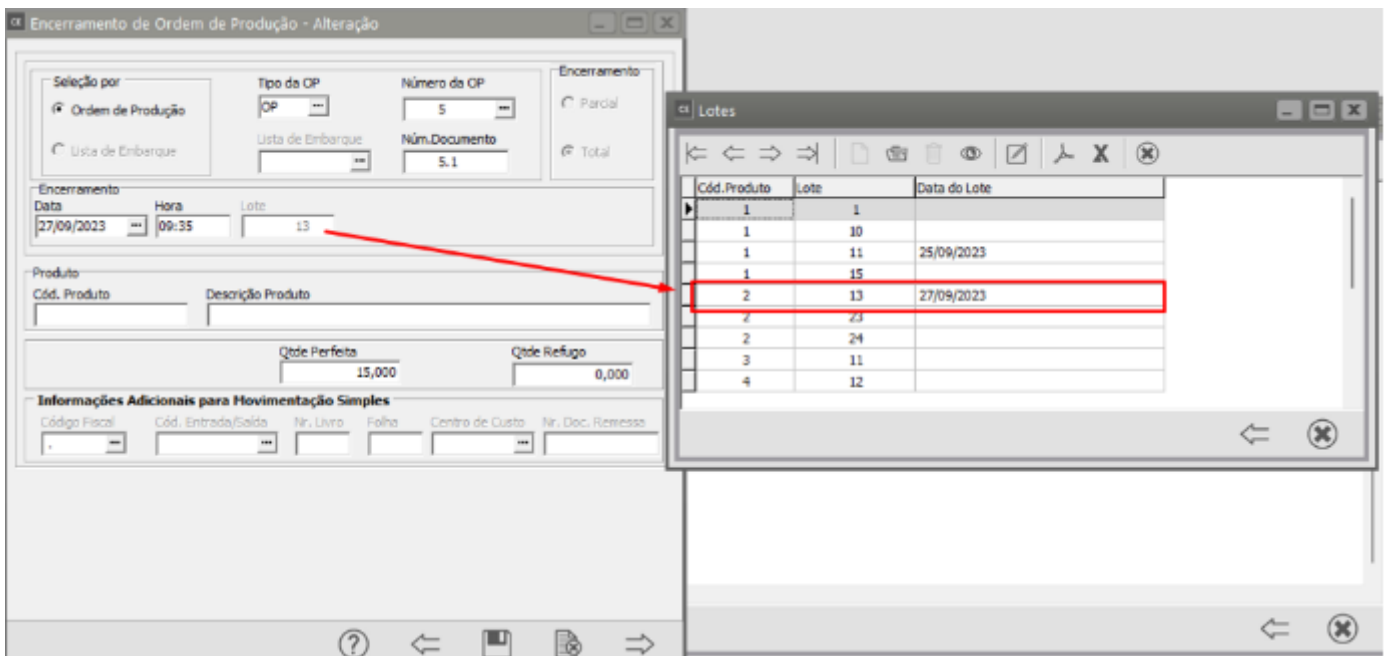 Encerramento de Ordem de Produção - Alteração
Seleção por
Ordem de Produção
Lista de Embarque
Tipo da OP
OP
Número da OP
5
Lista de Embarque
Núm.Documento
5.1
Encerramento
Parcial
Total
Encerramento
Data Hora Lote
27/09/2023 09:35 13
Produto
Cód. Produto Descrição Produto
Qtde Perfeita Qtde Refugo
15,000 0,000
Informações Adicionais para Movimentação Simples
Código Fiscal Cód. Entrada/Saída Nr. Livro Folha Centro de Custo Nr. Doc. Remessa
.
Lotes
Cód.Produto Lote Data do Lote
1 1
1 10
1 11 25/09/2023
1 15
2 13 27/09/2023
2 23
2 24
3 11
4 12